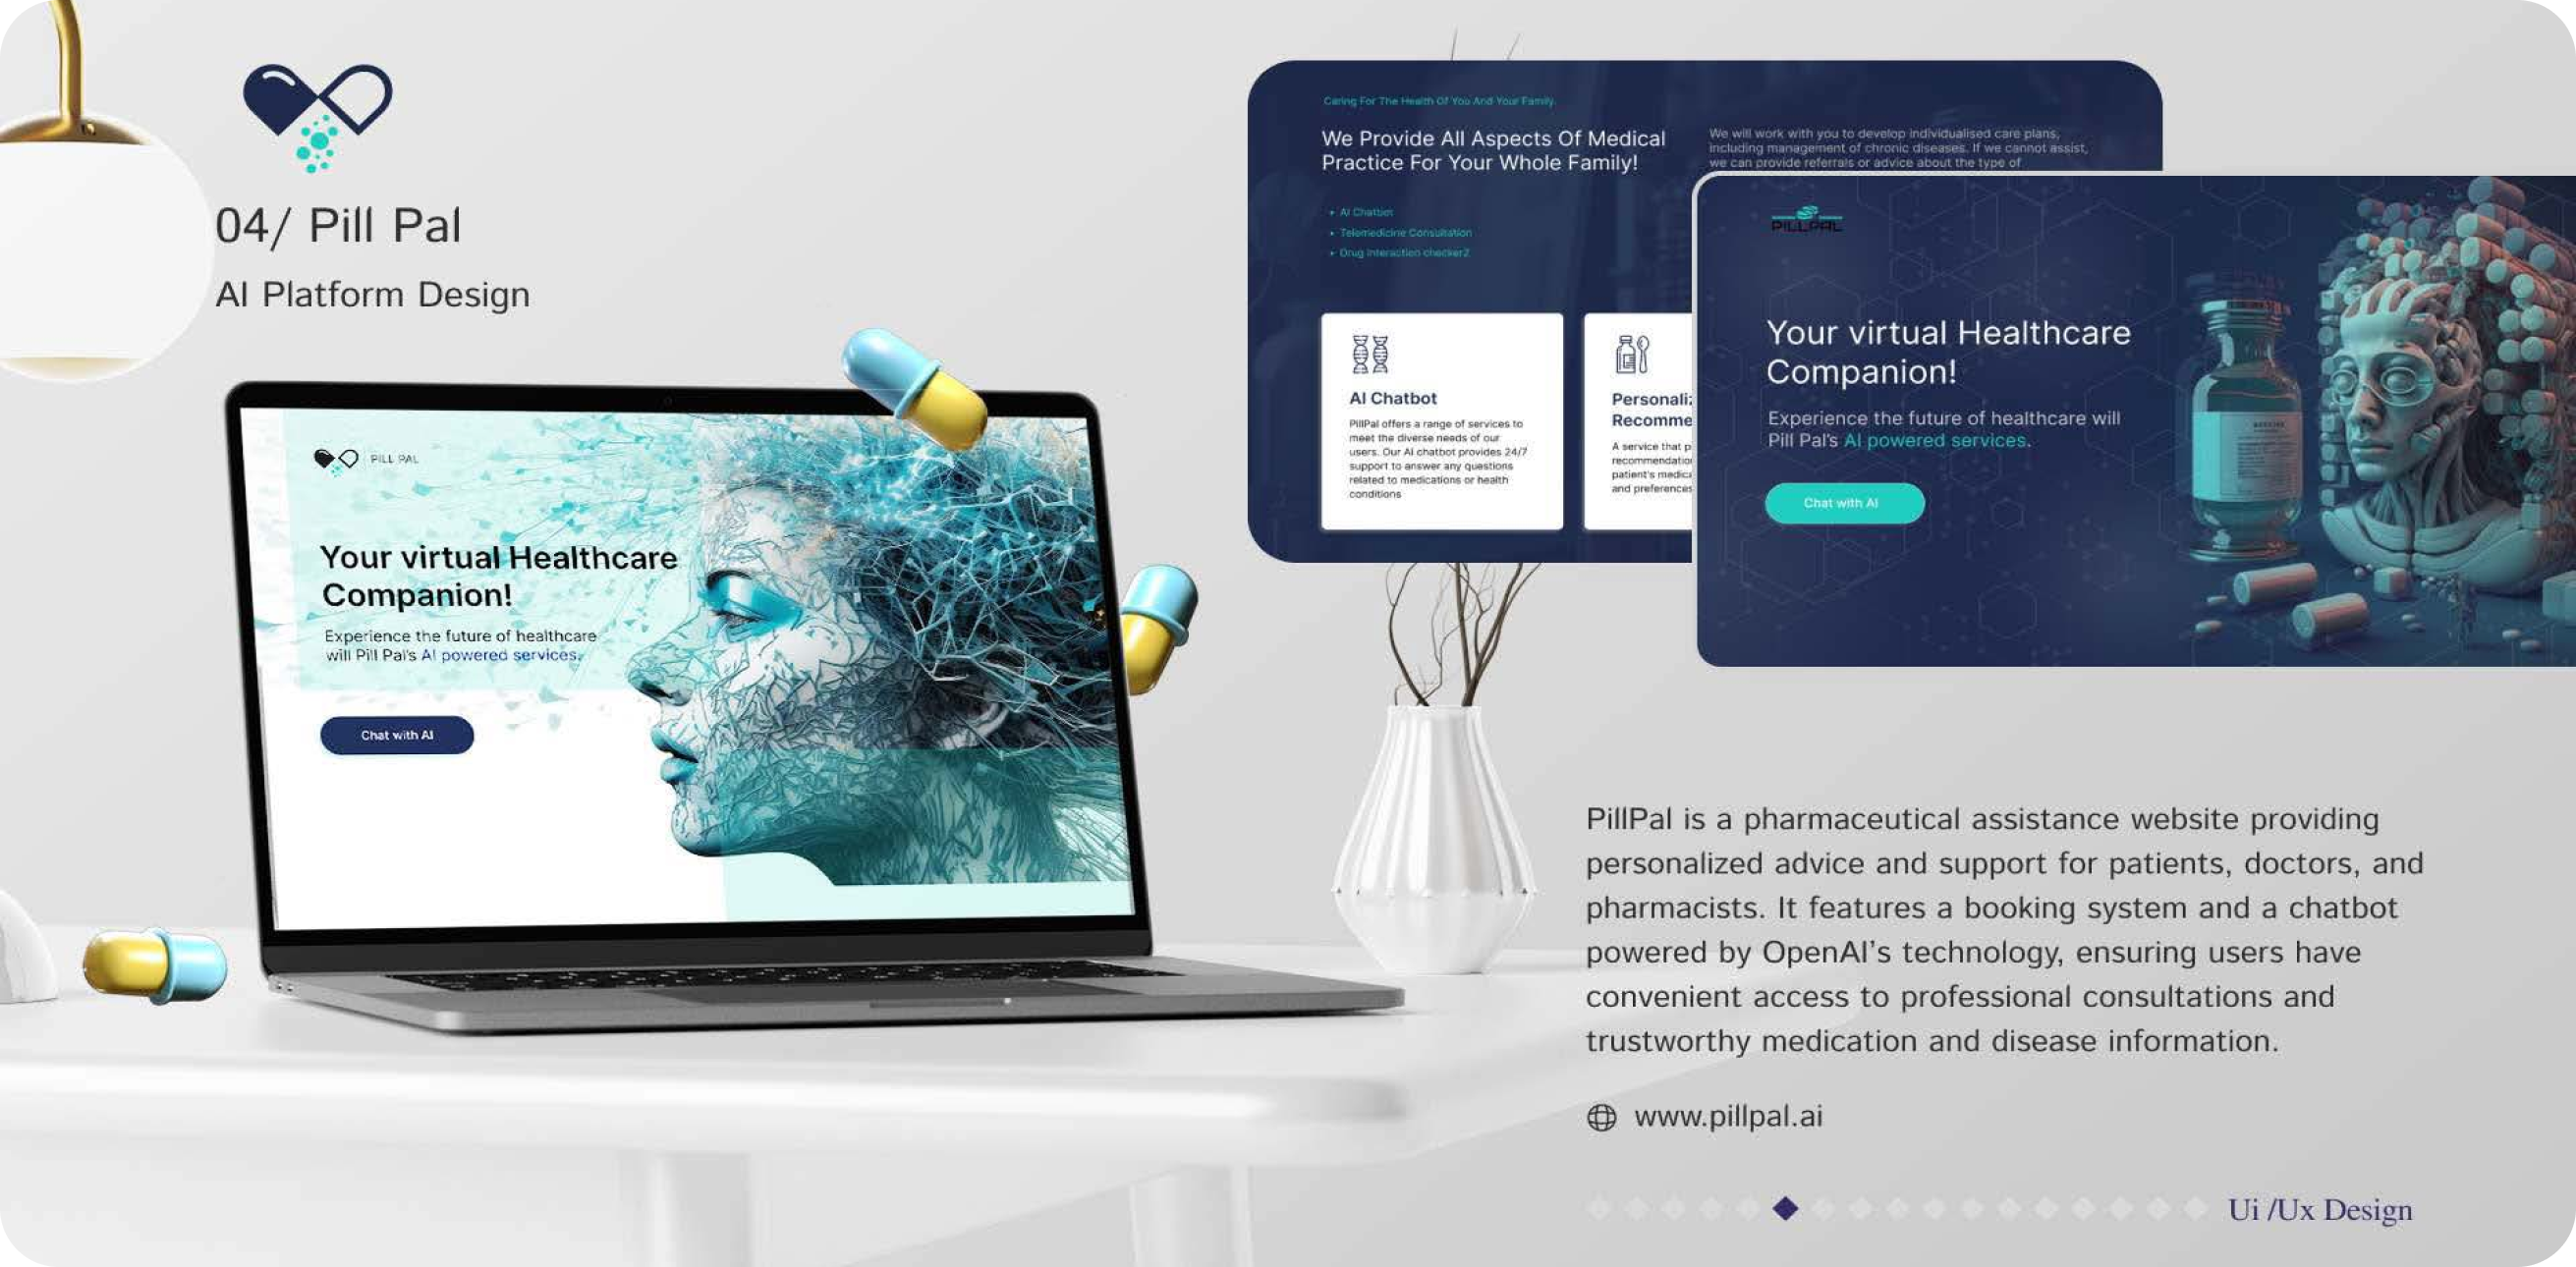 04/ Pill Pal
AI Platform Design
PILL PAL
Your virtual Healthcare
Companion!
Experience the future of healthcare
will Pill Pal's AI powered services.
Chat with AI
Caring For The Health Of You And Your Family.
We Provide All Aspects Of Medical
Practice For Your Whole Family!
We will work with you to develop individualised care plans,
including management of chronic diseases. If we cannot assist,
we can provide referrals or advice about the type of
AI Chatbot
Telemedicine Consultation
Drug Interaction checker2
AI Chatbot
PillPal offers a range of services to
meet the diverse needs of our
users. Our AI chatbot provides 24/7
support to answer any questions
related to medications or health
conditions
Personaliz
Recomme
A service that p
recommendation
patient's medica
and preferences
PILLPAL
Your virtual Healthcare
Companion!
Experience the future of healthcare will
Pill Pal's AI powered services.
Chat with AI
PillPal is a pharmaceutical assistance website providing
personalized advice and support for patients, doctors, and
pharmacists. It features a booking system and a chatbot
powered by OpenAI's technology, ensuring users have
convenient access to professional consultations and
trustworthy medication and disease information.
www.pillpal.ai
Ui /Ux Design